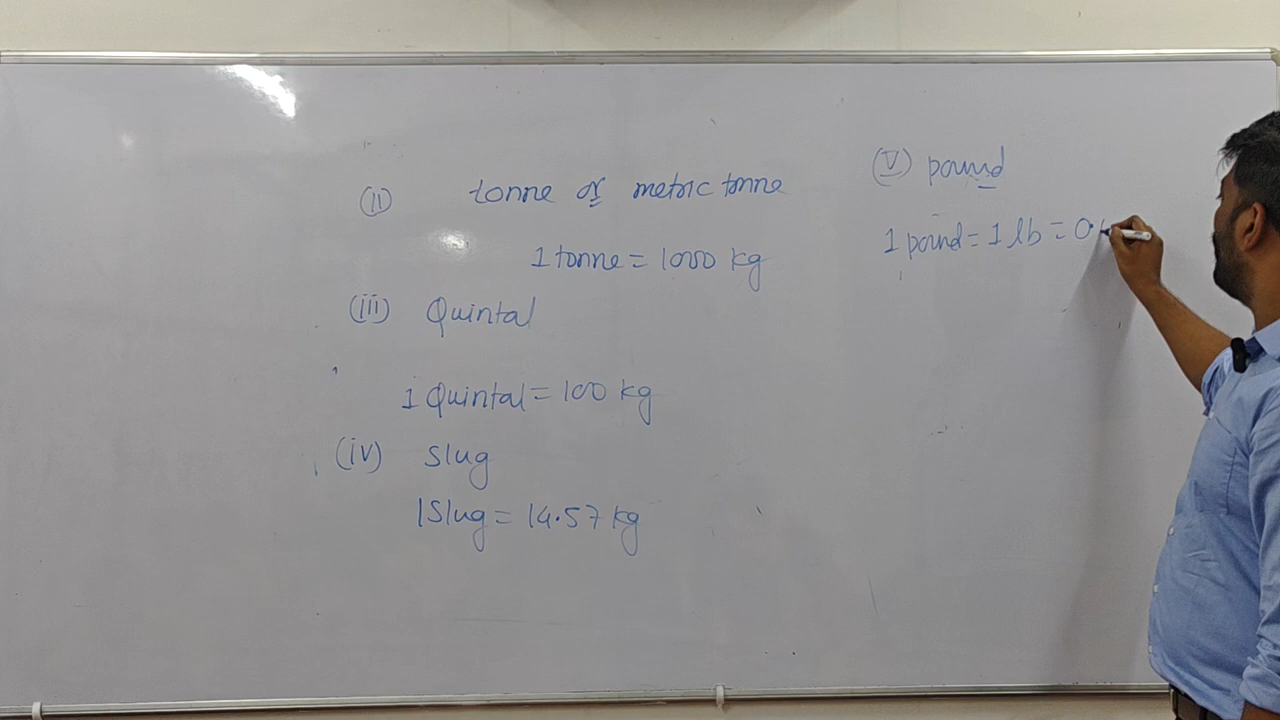 (ii) tonne or metric tonne
1 tonne = 1000 kg
(iii) Quintal
1 Quintal = 100 kg
(iv) Slug
1 Slug = 14.57 kg
(V) pound
1 pound = 1 lb = 0.